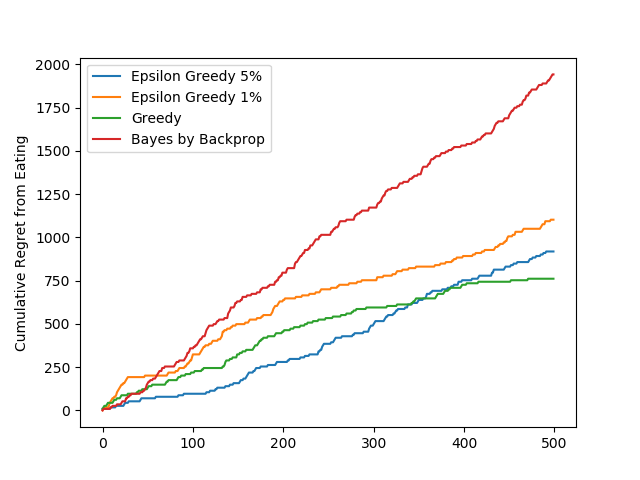 Epsilon Greedy 5%
Epsilon Greedy 1%
Greedy
Bayes by Backprop
Cumulative Regret from Eating
2000
1750
1500
1250
1000
750
500
250
0
0 100 200 300 400 500